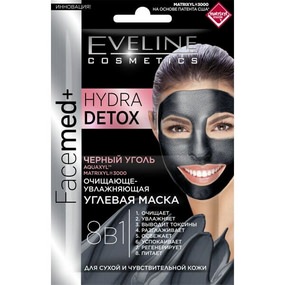 ИННОВАЦИЯ!
MATRIXYL®3000
НА ОСНОВЕ ПАТЕНТА США
EVELINE
COSMETICS
Facemed+
HYDRA
DETOX
ЧЕРНЫЙ УГОЛЬ
AQUAXYL™
MATRIXYL®3000
ОЧИЩАЮЩЕ-
УВЛАЖНЯЮЩАЯ
УГЛЕВАЯ МАСКА
8В1
1. ОЧИЩАЕТ
2. УВЛАЖНЯЕТ
3. ВЫВОДИТ ТОКСИНЫ
4. РАЗГЛАЖИВАЕТ
5. ОСВЕЖАЕТ
6. УСПОКАИВАЕТ
7. РЕГЕНЕРИРУЕТ
8. ПИТАЕТ
ДЛЯ СУХОЙ И ЧУВСТВИТЕЛЬНОЙ КОЖИ